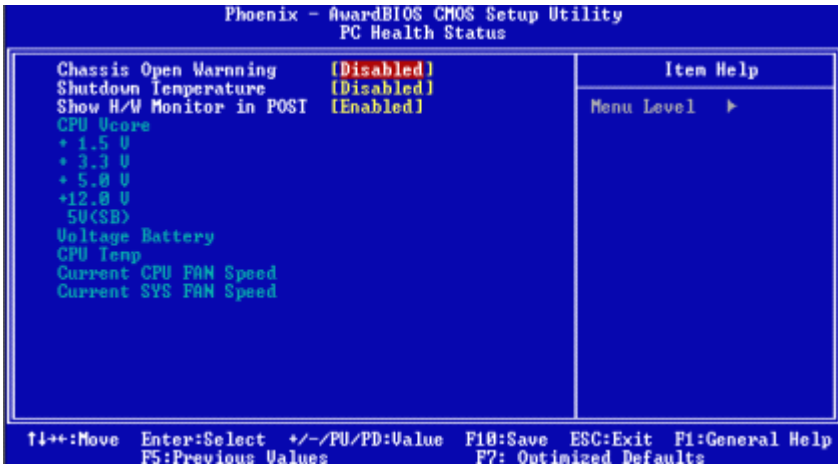 Phoenix - AwardBIOS CMOS Setup Utility
PC Health Status
Chassis Open Warnning [Disabled]
Shutdown Temperature [Disabled]
Show H/W Monitor in POST [Enabled]
CPU Vcore
+ 1.5 V
+ 3.3 V
+ 5.0 V
+12.0 V
5V(SB)
Voltage Battery
CPU Temp
Current CPU FAN Speed
Current SYS FAN Speed
Item Help
Menu Level ▶
↑↓→←:Move Enter:Select +/-/PU/PD:Value F10:Save ESC:Exit F1:General Help
F5:Previous Values F7: Optimized Defaults